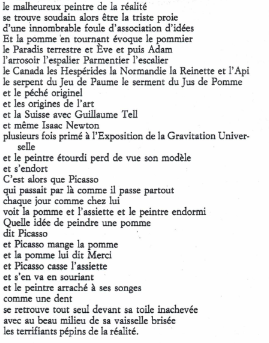 le malheureux peintre de la réalité
se trouve soudain alors être la triste proie
d'une innombrable foule d'association d'idées
Et la pomme en tournant évoque le pommier
le Paradis terrestre et Ève et puis Adam
l'arrosoir l'espalier Parmentier l'escalier
le Canada les Hespérides la Normandie la Reinette et l'Api
le serpent du Jeu de Paume le serment du Jus de Pomme
et le péché originel
et les origines de l'art
et la Suisse avec Guillaume Tell
et même Isaac Newton
plusieurs fois primé à l'Exposition de la Gravitation Univer-
selle
et le peintre étourdi perd de vue son modèle
et s'endort
C'est alors que Picasso
qui passait par là comme il passe partout
chaque jour comme chez lui
voit la pomme et l'assiette et le peintre endormi
Quelle idée de peindre une pomme
dit Picasso
et Picasso mange la pomme
et la pomme lui dit Merci
et Picasso casse l'assiette
et s'en va en souriant
et le peintre arraché à ses songes
comme une dent
se retrouve tout seul devant sa toile inachevée
avec au beau milieu de sa vaisselle brisée
les terrifiants pépins de la réalité.